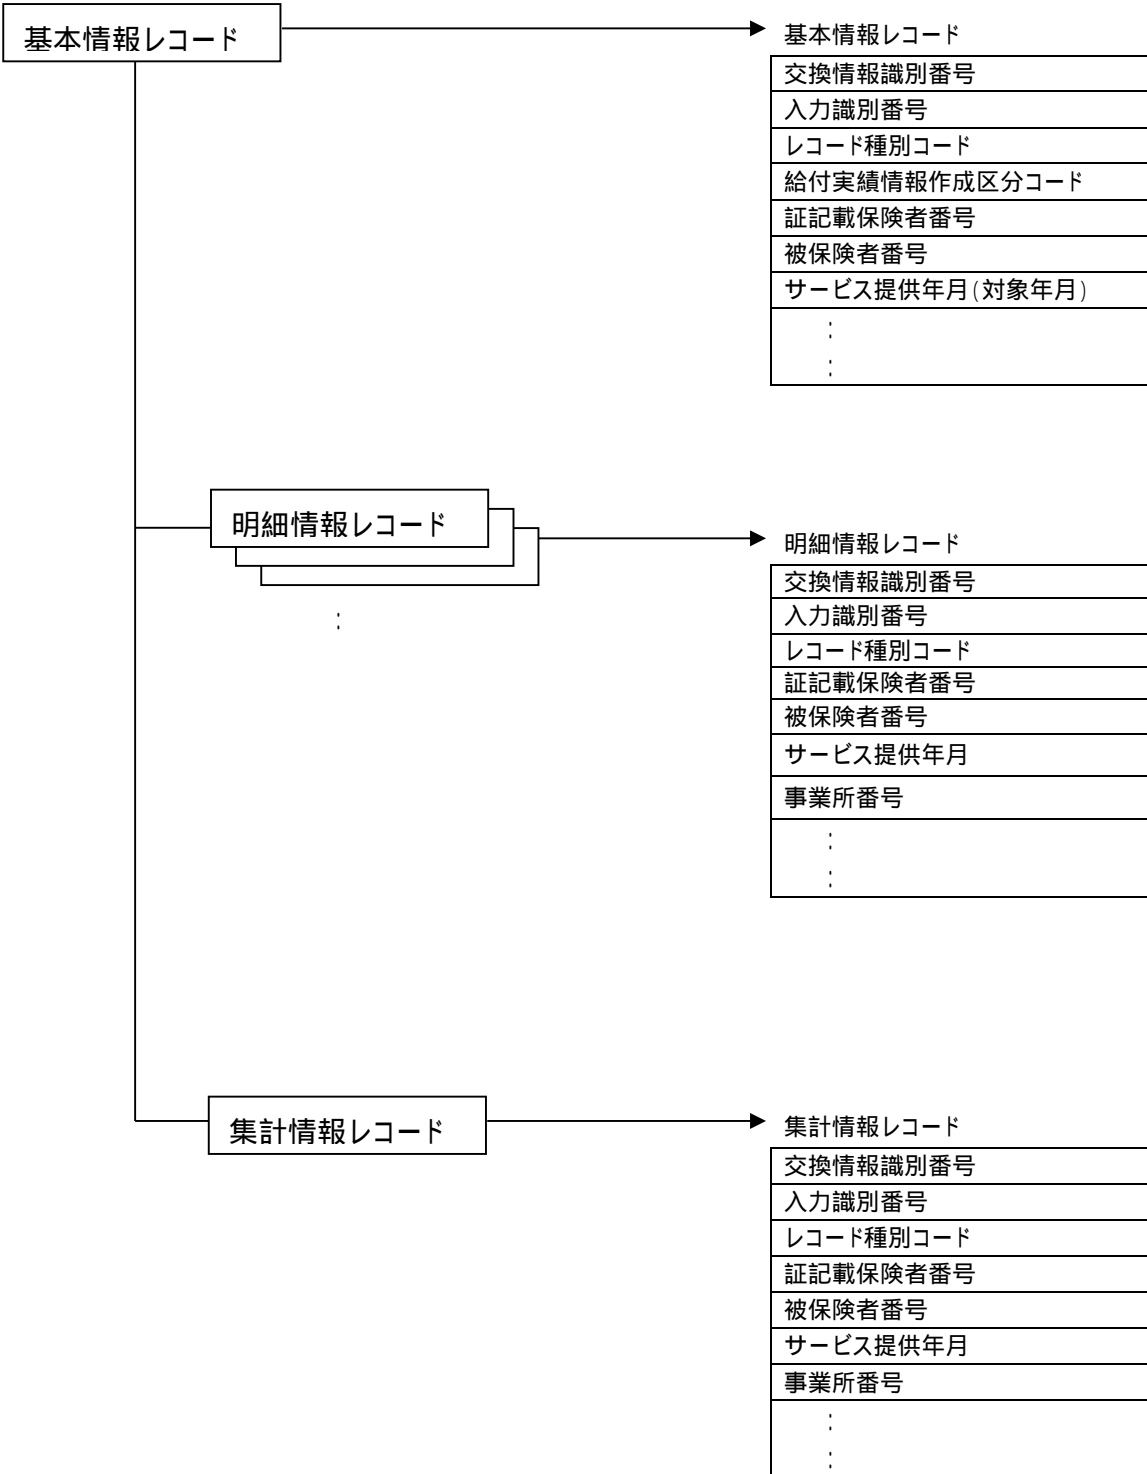 基本情報レコード
基本情報レコード
交換情報識別番号
入力識別番号
レコード種別コード
給付実績情報作成区分コード
証記載保険者番号
被保険者番号
サービス提供年月(対象年月)
:
:
明細情報レコード
:
明細情報レコード
交換情報識別番号
入力識別番号
レコード種別コード
証記載保険者番号
被保険者番号
サービス提供年月
事業所番号
:
:
集計情報レコード
集計情報レコード
交換情報識別番号
入力識別番号
レコード種別コード
証記載保険者番号
被保険者番号
サービス提供年月
事業所番号
:
: